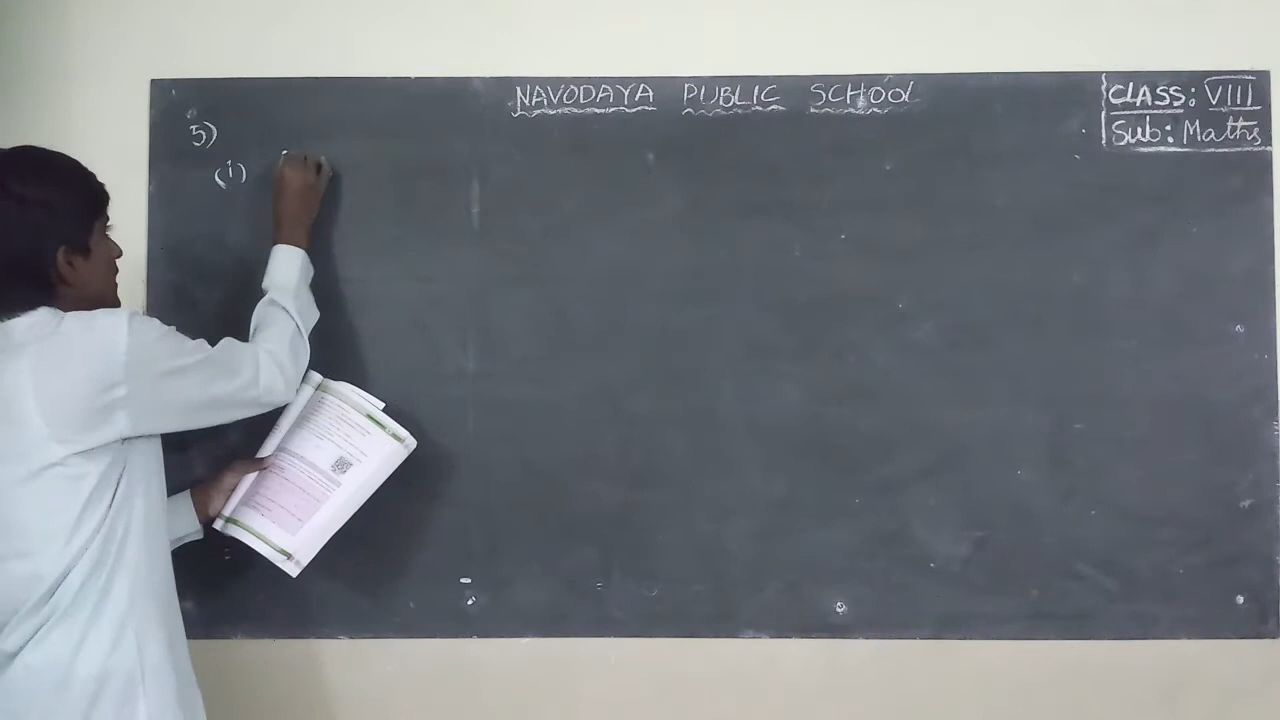 NAVODAYA PUBLIC SCHOOL
CLASS: VIII
Sub: Maths
5)
(i)